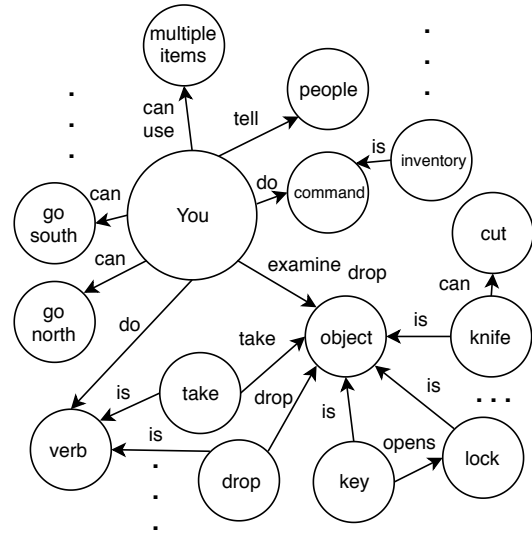 multiple
items
can
use
tell
people
is
inventory
do
command
can
You
go
south
cut
can
examine
drop
can
go
north
do
object
is
knife
take
is
take
is
drop
is
opens
lock
verb
is
drop
key